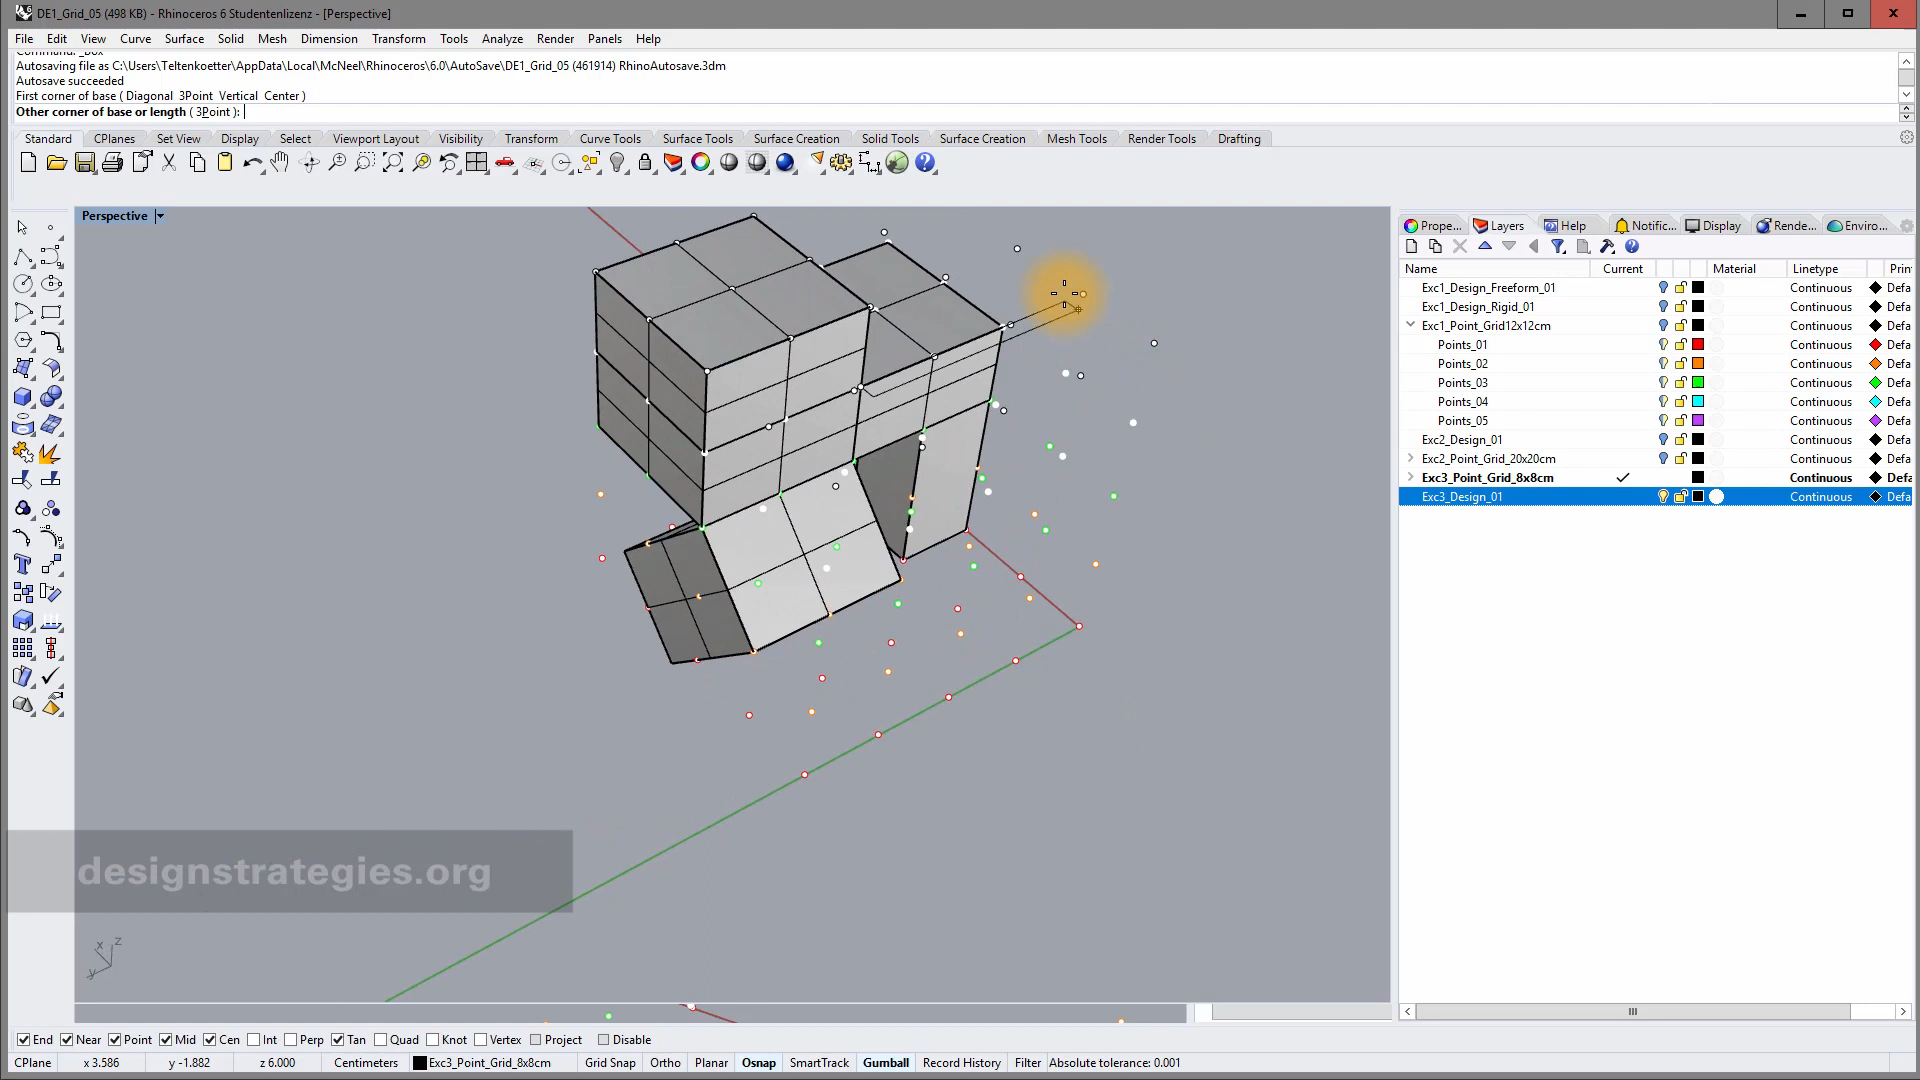 DE1_Grid_05 (498 KB) - Rhinoceros 6 Studentenlizenz - [Perspective]
File Edit View Curve Surface Solid Mesh Dimension Transform Tools Analyze Render Panels Help
Command: _Box
Autosaving file as C:\Users\Teltenkoetter\AppData\Local\McNeel\Rhinoceros\6.0\AutoSave\DE1_Grid_05 (461914) RhinoAutosave.3dm
Autosave succeeded
First corner of base ( Diagonal 3Point Vertical Center )
Other corner of base or length ( 3Point ):
Standard CPlanes Set View Display Select Viewport Layout Visibility Transform Curve Tools Surface Tools Surface Creation Solid Tools Surface Creation Mesh Tools Render Tools Drafting
Perspective
Prope... Layers Help Notific... Display Rende... Enviro...
Name Current Material Linetype Prin
Exc1_Design_Freeform_01 Continuous Defa
Exc1_Design_Rigid_01 Continuous Defa
Exc1_Point_Grid12x12cm Continuous Defa
Points_01 Continuous Defa
Points_02 Continuous Defa
Points_03 Continuous Defa
Points_04 Continuous Defa
Points_05 Continuous Defa
Exc2_Design_01 Continuous Defa
Exc2_Point_Grid_20x20cm Continuous Defa
Exc3_Point_Grid_8x8cm Continuous Defa
Exc3_Design_01 Continuous Defa
designstrategies.org
x z
y
End Near Point Mid Cen Int Perp Tan Quad Knot Vertex Project Disable
CPlane x 3.586 y -1.882 z 6.000 Centimeters Exc3_Point_Grid_8x8cm Grid Snap Ortho Planar Osnap SmartTrack Gumball Record History Filter Absolute tolerance: 0.001